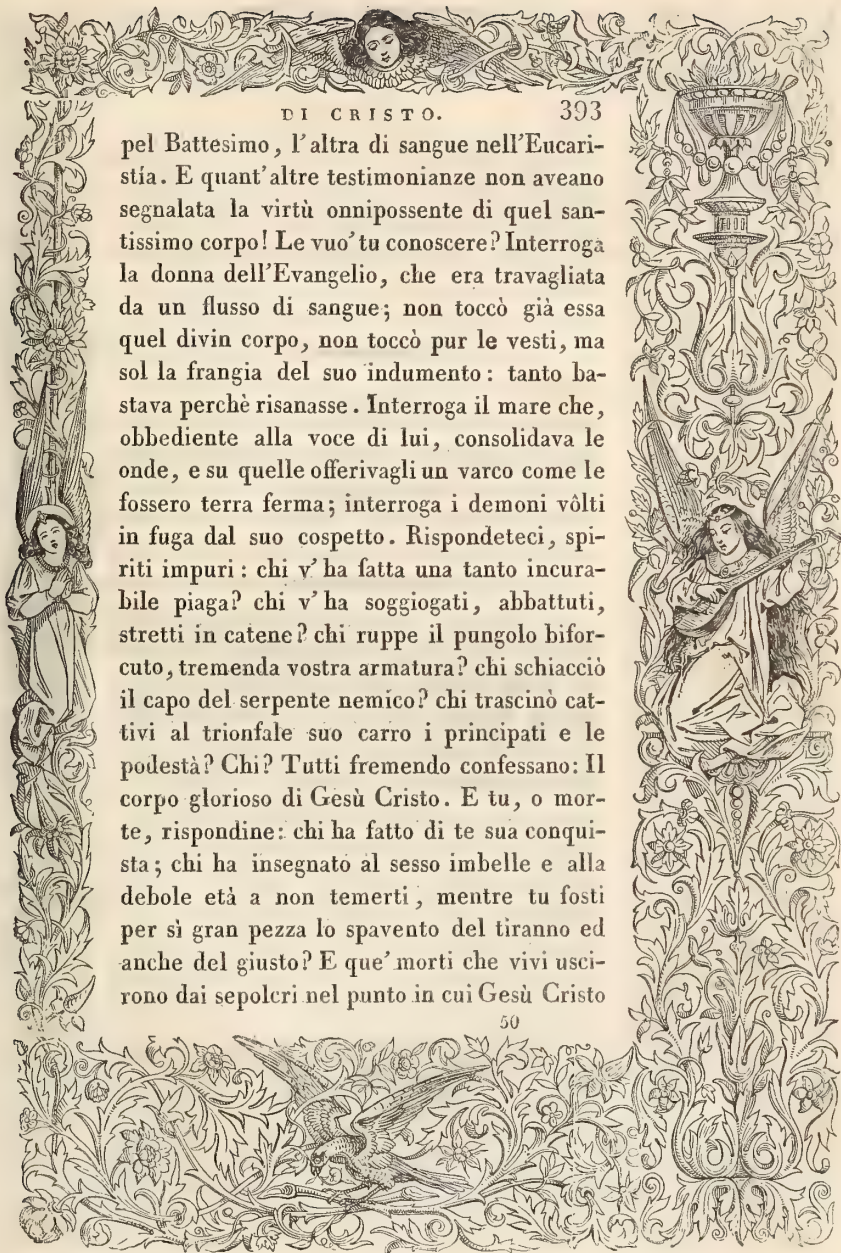 DI CRISTO. 393
pel Battesimo, l'altra di sangue nell'Eucari-
stía. E quant'altre testimonianze non aveano
segnalata la virtù onnipossente di quel san-
tissimo corpo! Le vuo' tu conoscere? Interroga
la donna dell'Evangelio, che era travagliata
da un flusso di sangue; non toccò già essa
quel divin corpo, non toccò pur le vesti, ma
sol la frangia del suo indumento: tanto ba-
stava perchè risanasse. Interroga il mare che,
obbediente alla voce di lui, consolidava le
onde, e su quelle offerivagli un varco come le
fossero terra ferma; interroga i demoni vôlti
in fuga dal suo cospetto. Rispondeteci, spi-
riti impuri: chi v'ha fatta una tanto incura-
bile piaga? chi v'ha soggiogati, abbattuti,
stretti in catene? chi ruppe il pungolo bifor-
cuto, tremenda vostra armatura? chi schiacciò
il capo del serpente nemico? chi trascinò cat-
tivi al trionfale suo carro i principati e le
podestà? Chi? Tutti fremendo confessano: Il
corpo glorioso di Gesù Cristo. E tu, o mor-
te, rispondine: chi ha fatto di te sua conqui-
sta; chi ha insegnato al sesso imbelle e alla
debole età a non temerti, mentre tu fosti
per sì gran pezza lo spavento del tiranno ed
anche del giusto? E que' morti che vivi usci-
rono dai sepolcri nel punto in cui Gesù Cristo
50